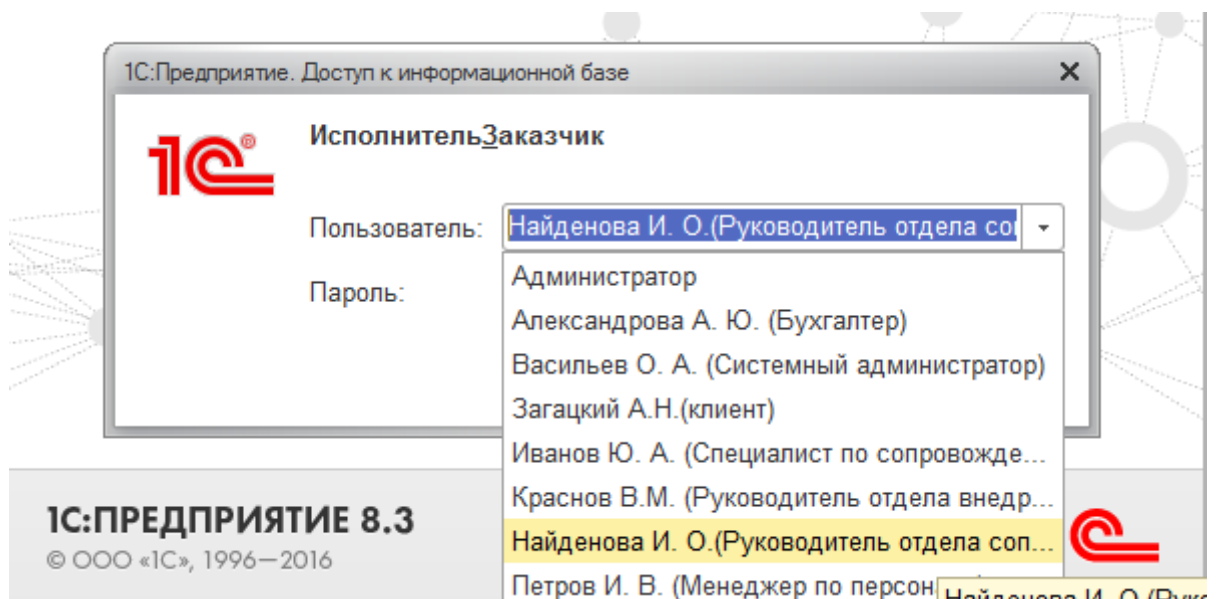 1С:Предприятие. Доступ к информационной базе
1С®
ИсполнительЗаказчик
Пользователь: Найденова И. О.(Руководитель отдела
Пароль:
Администратор
Александрова А. Ю. (Бухгалтер)
Васильев О. А. (Системный администратор)
Загацкий А.Н.(клиент)
Иванов Ю. А. (Специалист по сопровожде...
Краснов В.М. (Руководитель отдела внедр...
Найденова И. О.(Руководитель отдела соп...
Петров И. В. (Менеджер по
1С:ПРЕДПРИЯТИЕ 8.3
© ООО «1С», 1996—2016